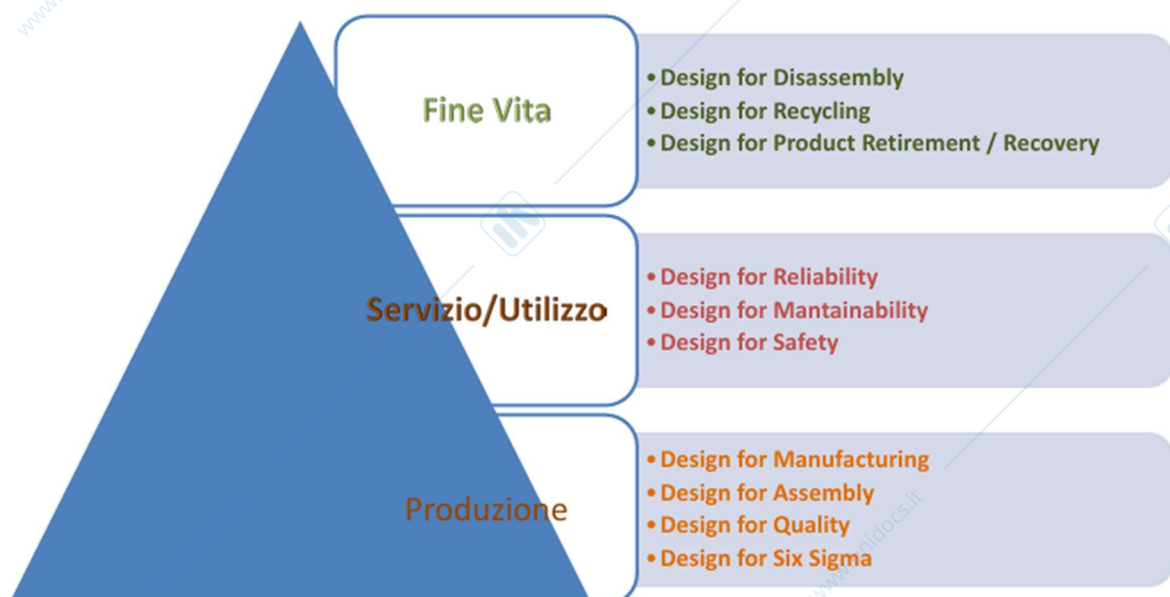 Fine Vita
• Design for Disassembly
• Design for Recycling
• Design for Product Retirement / Recovery
Servizio/Utilizzo
• Design for Reliability
• Design for Mantainability
• Design for Safety
Produzione
• Design for Manufacturing
• Design for Assembly
• Design for Quality
• Design for Six Sigma